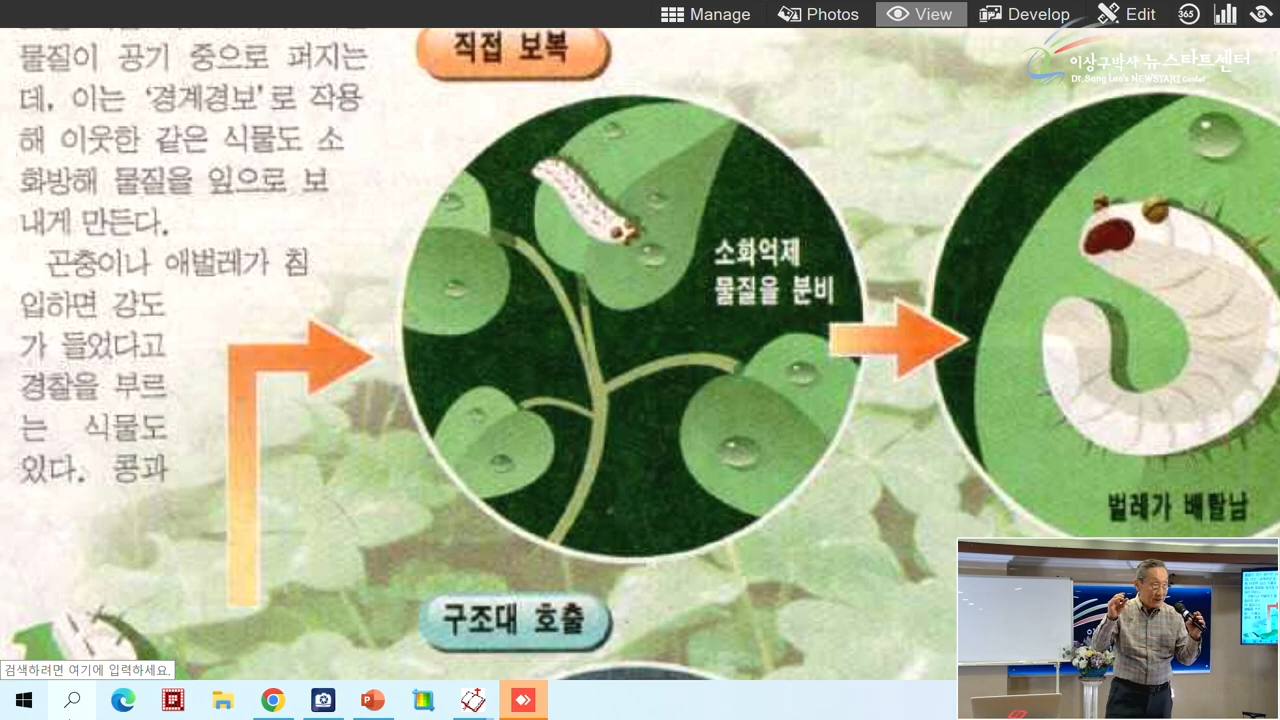 Manage
Photos
View
Develop
Edit
365
이상구박사 뉴스타트센터
Dr. Sang Lee's NEWSTART Center
물질이 공기 중으로 퍼지는
데, 이는 '경계경보'로 작용
해 이웃한 같은 식물도 소
화방해 물질을 잎으로 보
내게 만든다.
곤충이나 애벌레가 침
입하면 강도
가 들었다고
경찰을 부르
는 식물도
있다. 콩과
직접 보복
소화억제
물질을 분비
벌레가 배탈남
구조대 호출
검색하려면 여기에 입력하세요.